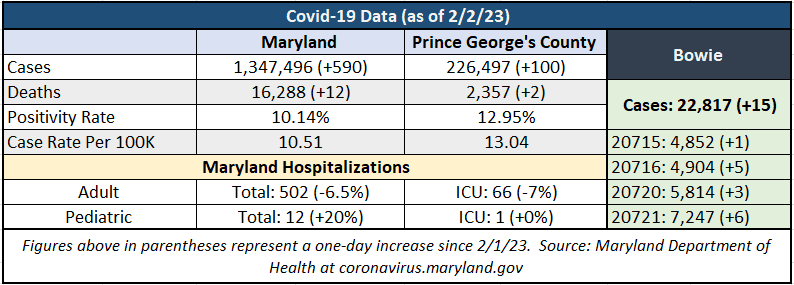 Covid-19 Data (as of 2/2/23)
Maryland Prince George's County Bowie
Cases 1,347,496 (+590) 226,497 (+100)
Deaths 16,288 (+12) 2,357 (+2) Cases: 22,817 (+15)
Positivity Rate 10.14% 12.95%
Case Rate Per 100K 10.51 13.04 20715: 4,852 (+1)
Maryland Hospitalizations 20716: 4,904 (+5)
Adult Total: 502 (-6.5%) ICU: 66 (-7%) 20720: 5,814 (+3)
Pediatric Total: 12 (+20%) ICU: 1 (+0%) 20721: 7,247 (+6)
Figures above in parentheses represent a one-day increase since 2/1/23. Source: Maryland Department of
Health at coronavirus.maryland.gov